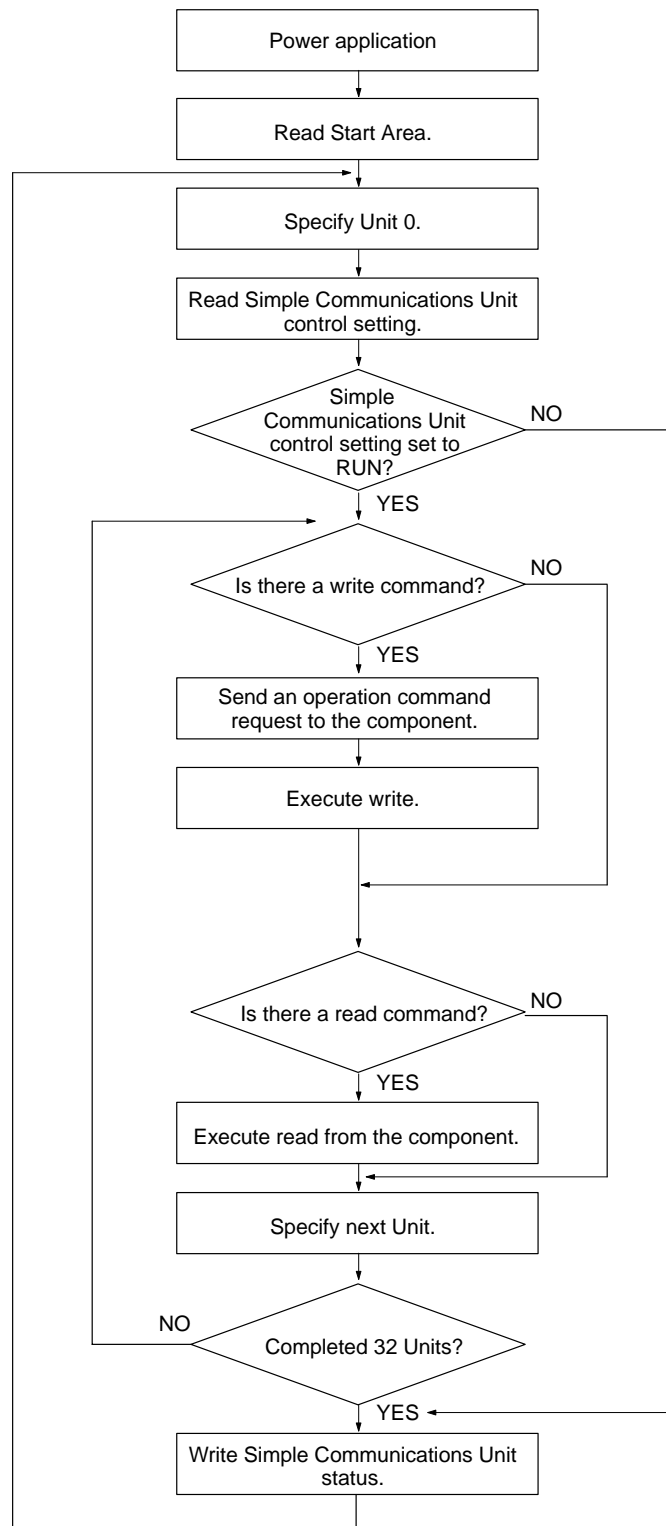 Power application
Read Start Area.
Specify Unit 0.
Read Simple Communications Unit
control setting.
Simple
Communications Unit
control setting set to
RUN?
NO
YES
Is there a write command?
NO
YES
Send an operation command
request to the component.
Execute write.
Is there a read command?
NO
YES
Execute read from the component.
Specify next Unit.
NO
Completed 32 Units?
YES
Write Simple Communications Unit
status.